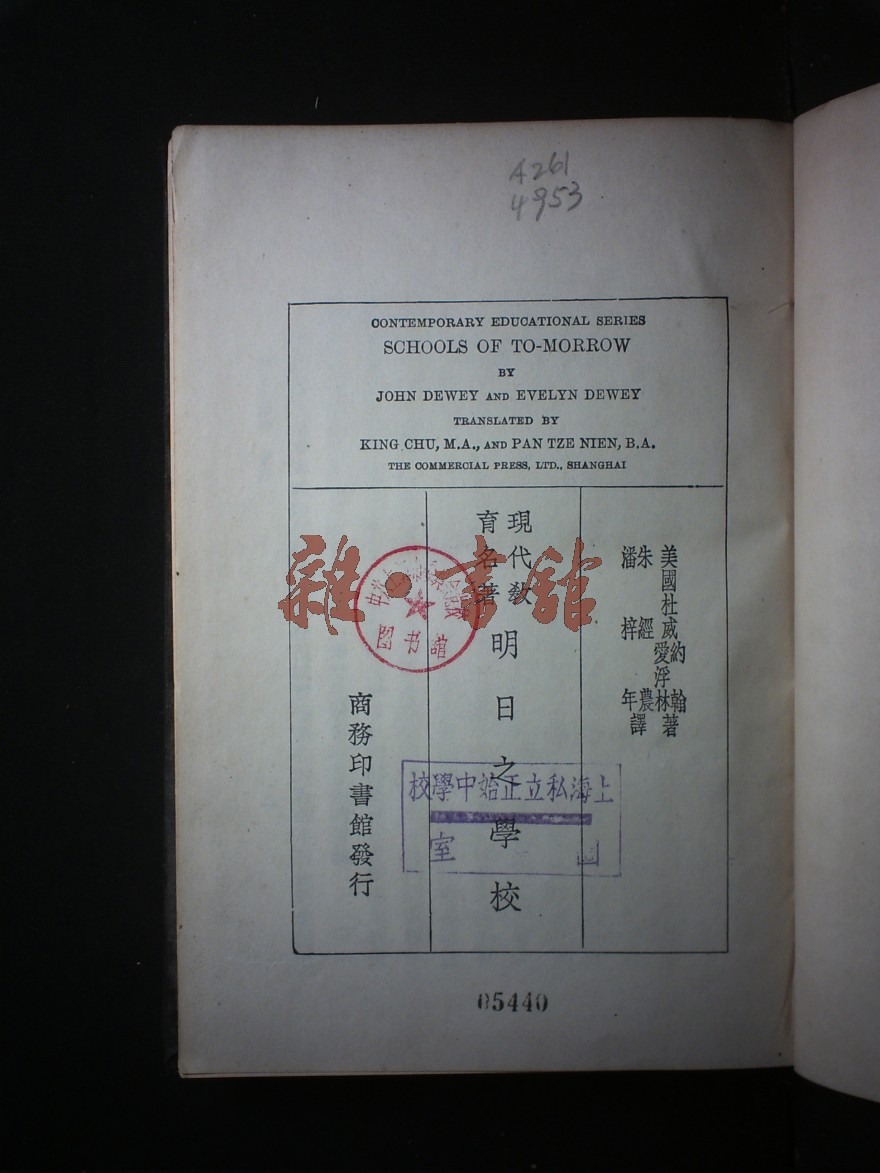 4261
4953
CONTEMPORARY EDUCATIONAL SERIES
SCHOOLS OF TO-MORROW
BY
JOHN DEWEY AND EVELYN DEWEY
TRANSLATED BY
KING CHU, M.A., AND PAN TZE NIEN, B.A.
THE COMMERCIAL PRESS, LTD., SHANGHAI
美國杜威約翰愛浮林著
朱經農潘梓年譯
現代教育名著
明日之學校
商務印書館發行
雜·書館
图书館
上海私立正始中學校
室
05440